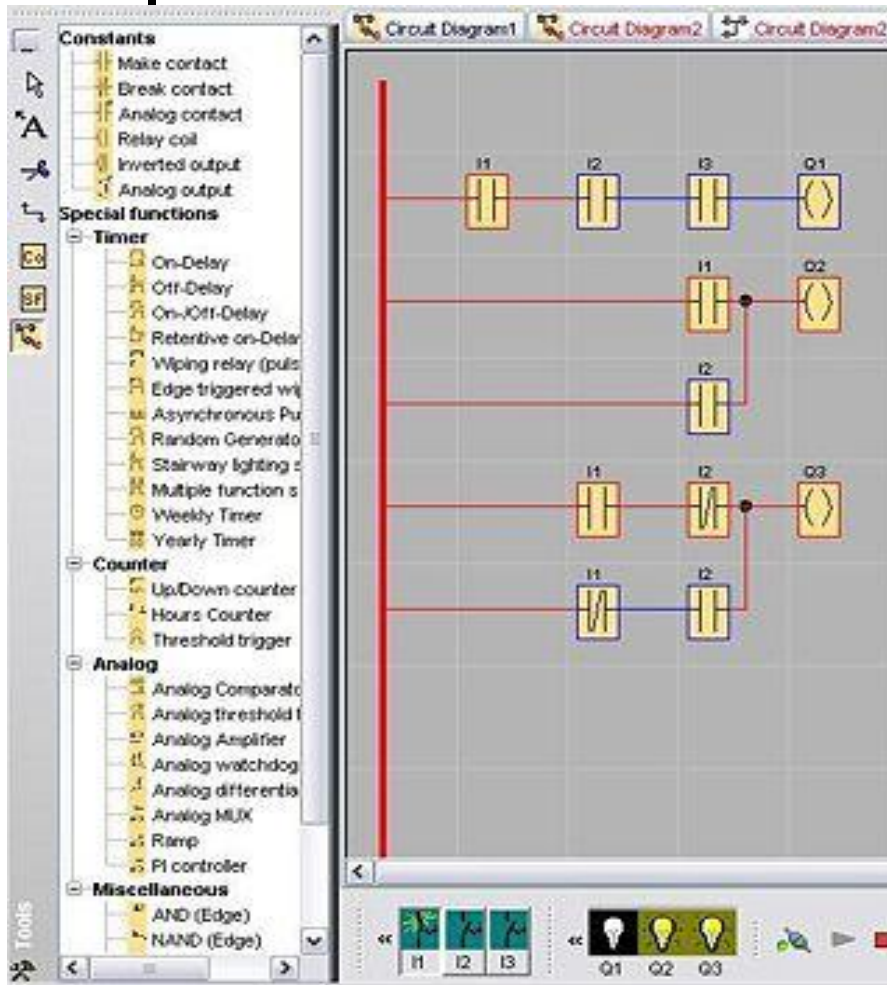 Circuit Diagram1 Circuit Diagram2 Circuit Diagram2
Constants
Make contact
Break contact
Analog contact
Relay coil
Inverted output
Analog output
Special functions
Timer
On-Delay
Off-Delay
On-/Off-Delay
Retentive on-Delay
Wiping relay (puls
Edge triggered wip
Asynchronous Pu
Random Generato
Stairway lighting s
Multiple function s
Weekly Timer
Yearly Timer
Counter
Up/Down counter
Hours Counter
Threshold trigger
Analog
Analog Comparato
Analog threshold t
Analog Amplifier
Analog watchdog
Analog differentia
Analog MUX
Ramp
PI controller
Miscellaneous
AND (Edge)
NAND (Edge)
A
Co
SF
Tools
I1 I2 I3 Q1
I1 Q2
I2
I1 I2 Q3
I1 I2
I1 I2 I3 Q1 Q2 Q3